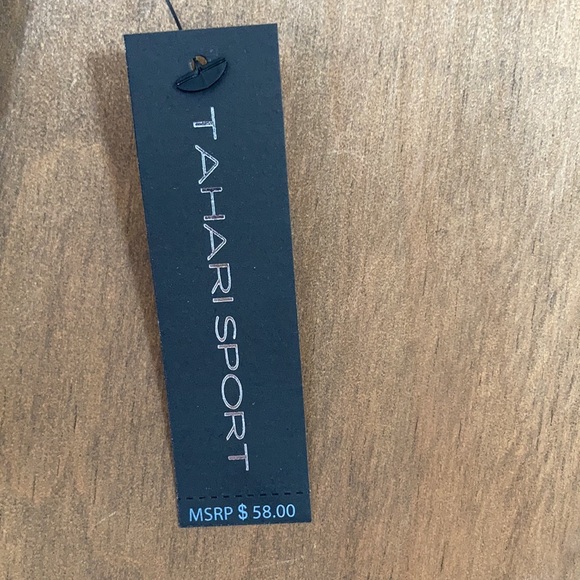 TAHARI SPORT
MSRP $ 58.00